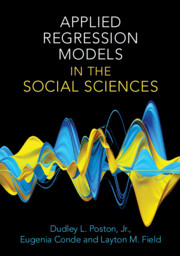 APPLIED
REGRESSION
MODELS
IN THE
SOCIAL SCIENCES
Dudley L. Poston, Jr.,
Eugenia Conde and Layton M. Field